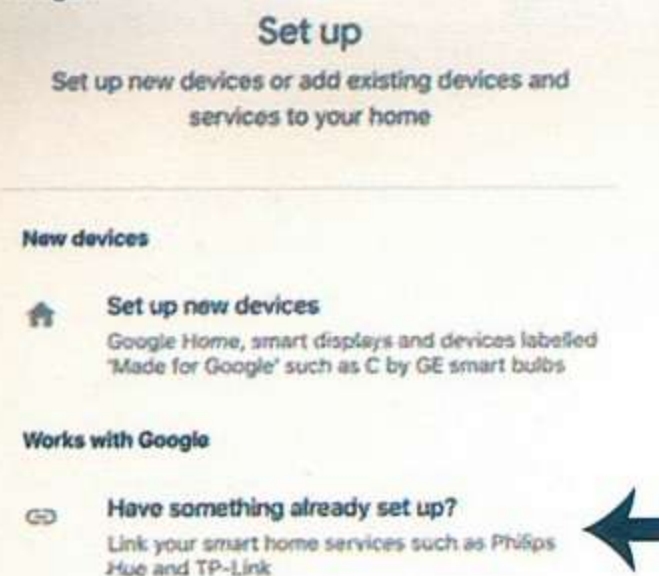 Set up
Set up new devices or add existing devices and
services to your home
New devices
Set up new devices
Google Home, smart displays and devices labelled
'Made for Google' such as C by GE smart bulbs
Works with Google
Have something already set up?
Link your smart home services such as Philips
Hue and TP-Link